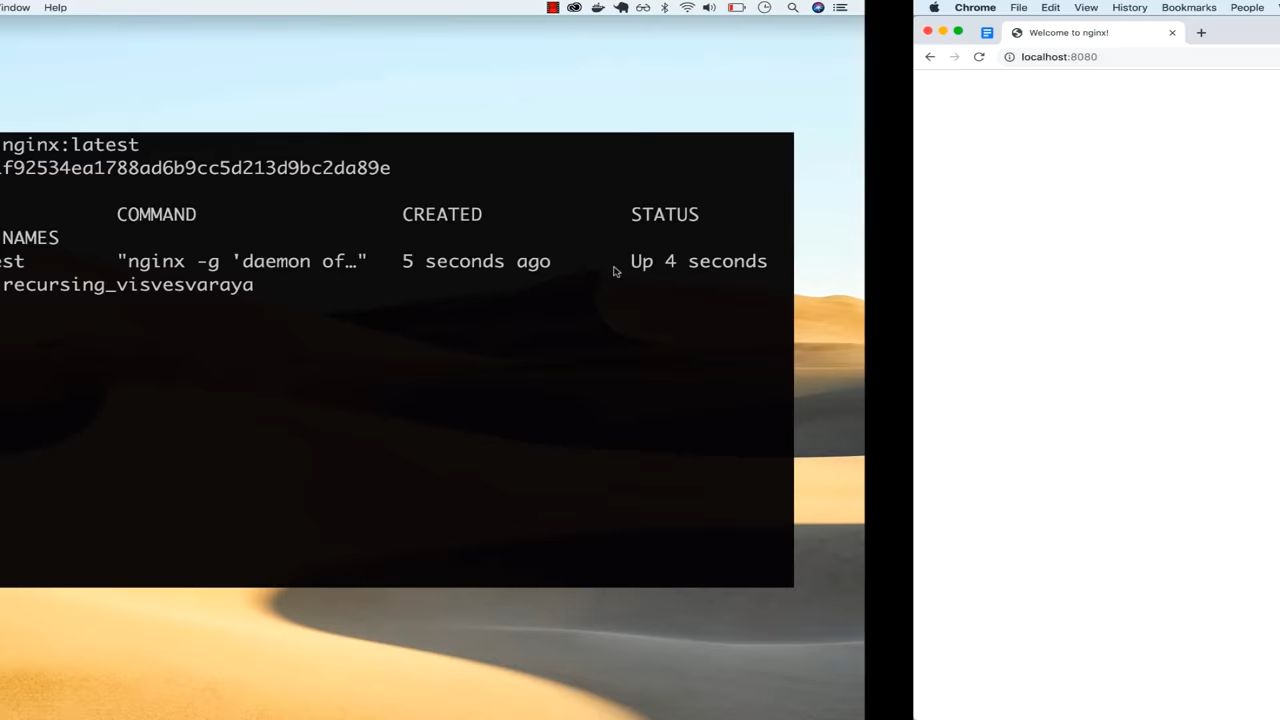 indow Help
nginx:latest
f92534ea1788ad6b9cc5d213d9bc2da89e
COMMAND CREATED STATUS
NAMES
est "nginx -g 'daemon of…" 5 seconds ago Up 4 seconds
recursing_visvesvaraya
Chrome File Edit View History Bookmarks People
Welcome to nginx!
localhost:8080